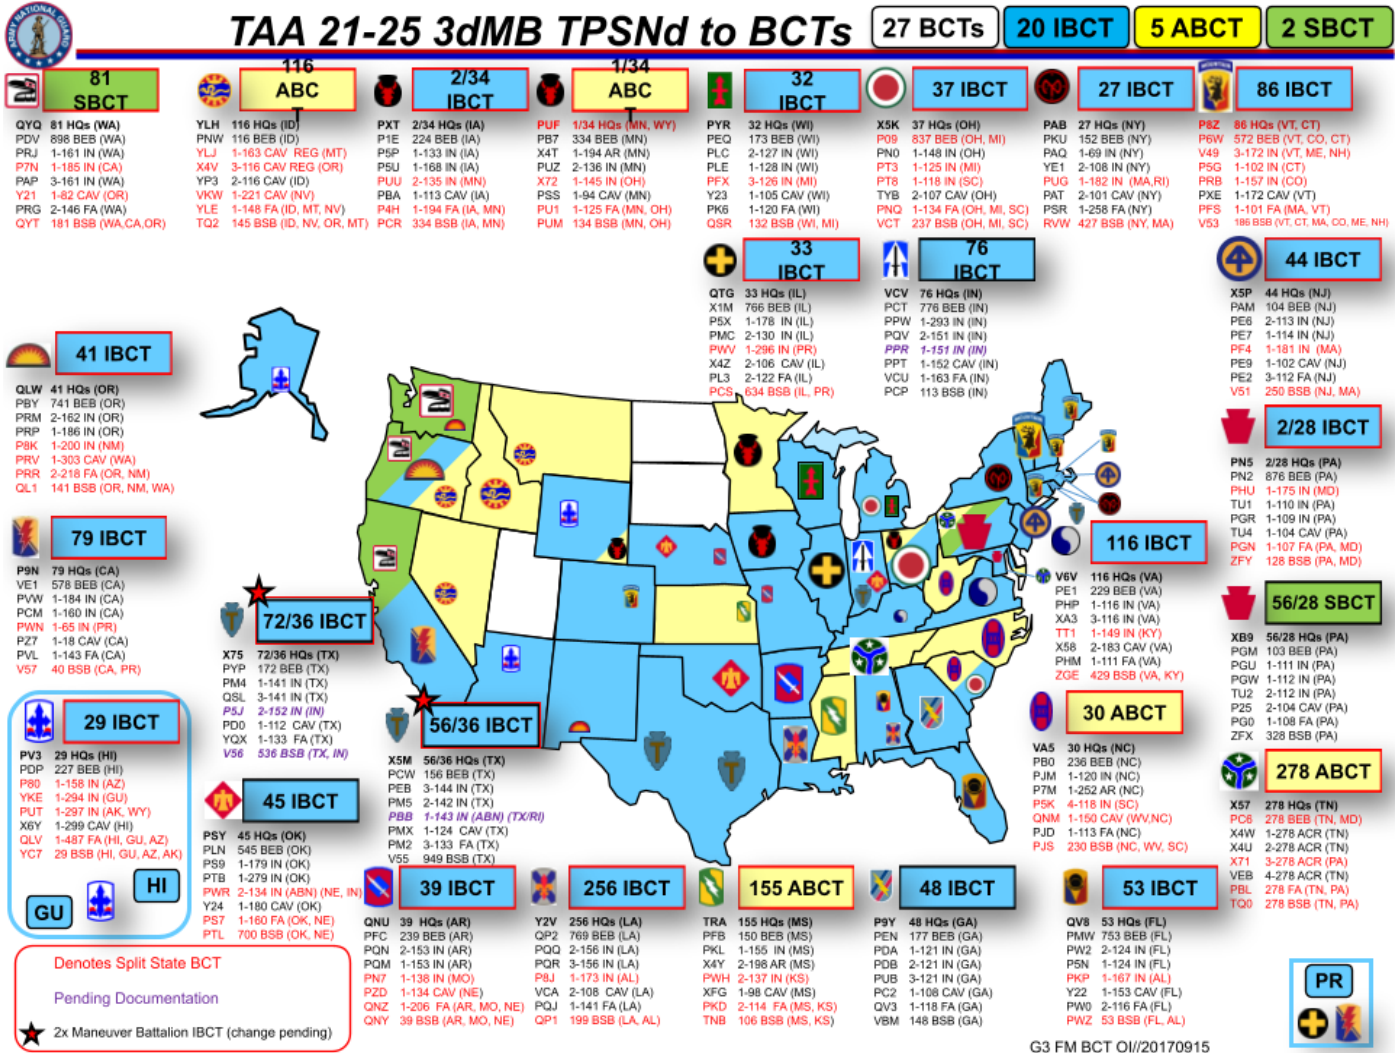 ARMY NATIONAL GUARD
TAA 21-25 3dMB TPSNd to BCTs
27 BCTs
20 IBCT
5 ABCT
2 SBCT
81 SBCT
QYQ 81 HQs (WA)
PDV 898 BEB (WA)
PRJ 1-161 IN (WA)
P7N 1-185 IN (CA)
PAP 3-161 IN (WA)
Y21 1-82 CAV (OR)
PRG 2-146 FA (WA)
QYT 181 BSB (WA,CA,OR)
116 ABCT
YLH 116 HQs (ID)
PNW 116 BEB (ID)
YLJ 1-163 CAV REG (MT)
X4V 3-116 CAV REG (OR)
YP3 2-116 CAV (ID)
VKW 1-221 CAV (NV)
YLE 1-148 FA (ID, MT, NV)
TQ2 145 BSB (ID, NV, OR, MT)
2/34 IBCT
PXT 2/34 HQs (IA)
P1E 224 BEB (IA)
P5P 1-133 IN (IA)
P5U 1-168 IN (IA)
PUU 2-135 IN (MN)
PBA 1-113 CAV (IA)
P4H 1-194 FA (IA, MN)
PCR 334 BSB (IA, MN)
1/34 ABCT
PUF 1/34 HQs (MN, WY)
PB7 334 BEB (MN)
X4T 1-194 AR (MN)
PUZ 2-136 IN (MN)
X72 1-145 IN (OH)
PSS 1-94 CAV (MN)
PU1 1-125 FA (MN, OH)
PUM 134 BSB (MN, OH)
32 IBCT
PYR 32 HQs (WI)
PEQ 173 BEB (WI)
PLC 2-127 IN (WI)
PLE 1-128 IN (WI)
PFX 3-126 IN (MI)
Y23 1-105 CAV (WI)
PK6 1-120 FA (WI)
QSR 132 BSB (WI, MI)
37 IBCT
X5K 37 HQs (OH)
P09 837 BEB (OH, MI)
PN0 1-148 IN (OH)
PT3 1-125 IN (MI)
PT8 1-118 IN (SC)
TYB 2-107 CAV (OH)
PNQ 1-134 FA (OH, MI, SC)
VCT 237 BSB (OH, MI, SC)
27 IBCT
PAB 27 HQs (NY)
PKU 152 BEB (NY)
PAQ 1-69 IN (NY)
YE1 2-108 IN (NY)
PUG 1-182 IN (MA,RI)
PAT 2-101 CAV (NY)
PSR 1-258 FA (NY)
RVW 427 BSB (NY, MA)
MOUNTAIN
86 IBCT
P8Z 86 HQs (VT, CT)
P6W 572 BEB (VT, CO, CT)
V49 3-172 IN (VT, ME, NH)
P5G 1-102 IN (CT)
PRB 1-157 IN (CO)
PXE 1-172 CAV (VT)
PFS 1-101 FA (MA, VT)
V53 186 BSB (VT, CT, MA, CO, ME, NH)
33 IBCT
QTG 33 HQs (IL)
X1M 766 BEB (IL)
P5X 1-178 IN (IL)
PMC 2-130 IN (IL)
PWV 1-296 IN (PR)
X4Z 2-106 CAV (IL)
PL3 2-122 FA (IL)
PCS 634 BSB (IL, PR)
76 IBCT
VCV 76 HQs (IN)
PCT 776 BEB (IN)
PPW 1-293 IN (IN)
PQV 2-151 IN (IN)
PPR 1-151 IN (IN)
PPT 1-152 CAV (IN)
VCU 1-163 FA (IN)
PCP 113 BSB (IN)
44 IBCT
X5P 44 HQs (NJ)
PAM 104 BEB (NJ)
PE6 2-113 IN (NJ)
PE7 1-114 IN (NJ)
PF4 1-181 IN (MA)
PE9 1-102 CAV (NJ)
PE2 3-112 FA (NJ)
V51 250 BSB (NJ, MA)
41 IBCT
QLW 41 HQs (OR)
PBY 741 BEB (OR)
PRM 2-162 IN (OR)
PRP 1-186 IN (OR)
P8K 1-200 IN (NM)
PRV 1-303 CAV (WA)
PRR 2-218 FA (OR, NM)
QL1 141 BSB (OR, NM, WA)
2/28 IBCT
PN5 2/28 HQs (PA)
PN2 876 BEB (PA)
PHU 1-175 IN (MD)
TU1 1-110 IN (PA)
PGR 1-109 IN (PA)
TU4 1-104 CAV (PA)
PGN 1-107 FA (PA, MD)
ZFY 128 BSB (PA, MD)
79 IBCT
P9N 79 HQs (CA)
VE1 578 BEB (CA)
PVW 1-184 IN (CA)
PCM 1-160 IN (CA)
PWN 1-65 IN (PR)
PZ7 1-18 CAV (CA)
PVL 1-143 FA (CA)
V57 40 BSB (CA, PR)
116 IBCT
V6V 116 HQs (VA)
PE1 229 BEB (VA)
PHP 1-116 IN (VA)
XA3 3-116 IN (VA)
TT1 1-149 IN (KY)
X58 2-183 CAV (VA)
PHM 1-111 FA (VA)
ZGE 429 BSB (VA, KY)
56/28 SBCT
XB9 56/28 HQs (PA)
PGM 103 BEB (PA)
PGU 1-111 IN (PA)
PGW 1-112 IN (PA)
TU2 2-112 IN (PA)
P25 2-104 CAV (PA)
PG0 1-108 FA (PA)
ZFX 328 BSB (PA)
72/36 IBCT
X75 72/36 HQs (TX)
PYP 172 BEB (TX)
PM4 1-141 IN (TX)
QSL 3-141 IN (TX)
P5J 2-152 IN (IN)
PD0 1-112 CAV (TX)
YQX 1-133 FA (TX)
V56 536 BSB (TX, IN)
56/36 IBCT
X5M 56/36 HQs (TX)
PCW 156 BEB (TX)
PEB 3-144 IN (TX)
PM5 2-142 IN (TX)
PBB 1-143 IN (ABN) (TX/RI)
PMX 1-124 CAV (TX)
PM2 3-133 FA (TX)
V55 949 BSB (TX)
29 IBCT
PV3 29 HQs (HI)
PDP 227 BEB (HI)
P80 1-158 IN (AZ)
YKE 1-294 IN (GU)
PUT 1-297 IN (AK, WY)
X6Y 1-299 CAV (HI)
QLV 1-487 FA (HI, GU, AZ)
YC7 29 BSB (HI, GU, AZ, AK)
GU
HI
45 IBCT
PSY 45 HQs (OK)
PLN 545 BEB (OK)
PS9 1-179 IN (OK)
PTB 1-279 IN (OK)
PWR 2-134 IN (ABN) (NE, IN)
Y24 1-180 CAV (OK)
PS7 1-160 FA (OK, NE)
PTL 700 BSB (OK, NE)
30 ABCT
VA5 30 HQs (NC)
PB0 236 BEB (NC)
PJM 1-120 IN (NC)
P7M 1-252 AR (NC)
P5K 4-118 IN (SC)
QNM 1-150 CAV (WV,NC)
PJD 1-113 FA (NC)
PJS 230 BSB (NC, WV, SC)
278 ABCT
X57 278 HQs (TN)
PC6 278 BEB (TN, MD)
X4W 1-278 ACR (TN)
X4U 2-278 ACR (TN)
X71 3-278 ACR (PA)
VEB 4-278 ACR (TN)
PBL 278 FA (TN, PA)
TQ0 278 BSB (TN, PA)
39 IBCT
QNU 39 HQs (AR)
PFC 239 BEB (AR)
PQN 2-153 IN (AR)
PQM 1-153 IN (AR)
PN7 1-138 IN (MO)
PZD 1-134 CAV (NE)
QNZ 1-206 FA (AR, MO, NE)
QNY 39 BSB (AR, MO, NE)
256 IBCT
Y2V 256 HQs (LA)
QP2 769 BEB (LA)
PQQ 2-156 IN (LA)
PQR 3-156 IN (LA)
P8J 1-173 IN (AL)
VCA 2-108 CAV (LA)
PQJ 1-141 FA (LA)
QP1 199 BSB (LA, AL)
155 ABCT
TRA 155 HQs (MS)
PFB 150 BEB (MS)
PKL 1-155 IN (MS)
X4Y 2-198 AR (MS)
PWH 2-137 IN (KS)
XFG 1-98 CAV (MS)
PKD 2-114 FA (MS, KS)
TNB 106 BSB (MS, KS)
48 IBCT
P9Y 48 HQs (GA)
PEN 177 BEB (GA)
PDA 1-121 IN (GA)
PDB 2-121 IN (GA)
PUB 3-121 IN (GA)
PC2 1-108 CAV (GA)
QV3 1-118 FA (GA)
VBM 148 BSB (GA)
53 IBCT
QV8 53 HQs (FL)
PMW 753 BEB (FL)
PW2 2-124 IN (FL)
P5N 1-124 IN (FL)
PKP 1-167 IN (AL)
Y22 1-153 CAV (FL)
PW0 2-116 FA (FL)
PWZ 53 BSB (FL, AL)
Denotes Split State BCT
Pending Documentation
2x Maneuver Battalion IBCT (change pending)
PR
G3 FM BCT OI//20170915